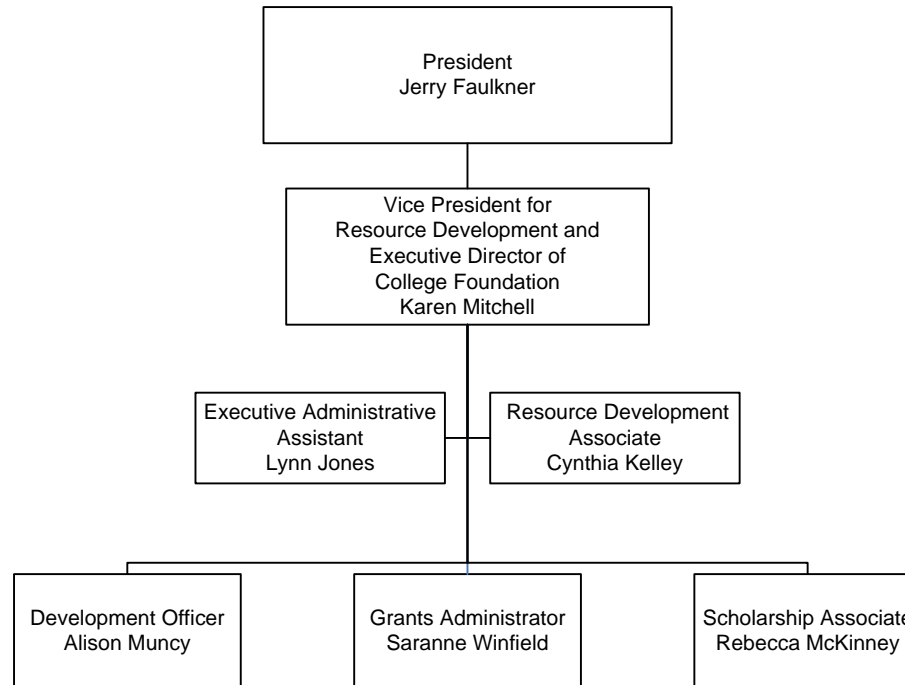 President
Jerry Faulkner
Vice President for
Resource Development and
Executive Director of
College Foundation
Karen Mitchell
Executive Administrative
Assistant
Lynn Jones
Resource Development
Associate
Cynthia Kelley
Development Officer
Alison Muncy
Grants Administrator
Saranne Winfield
Scholarship Associate
Rebecca McKinney